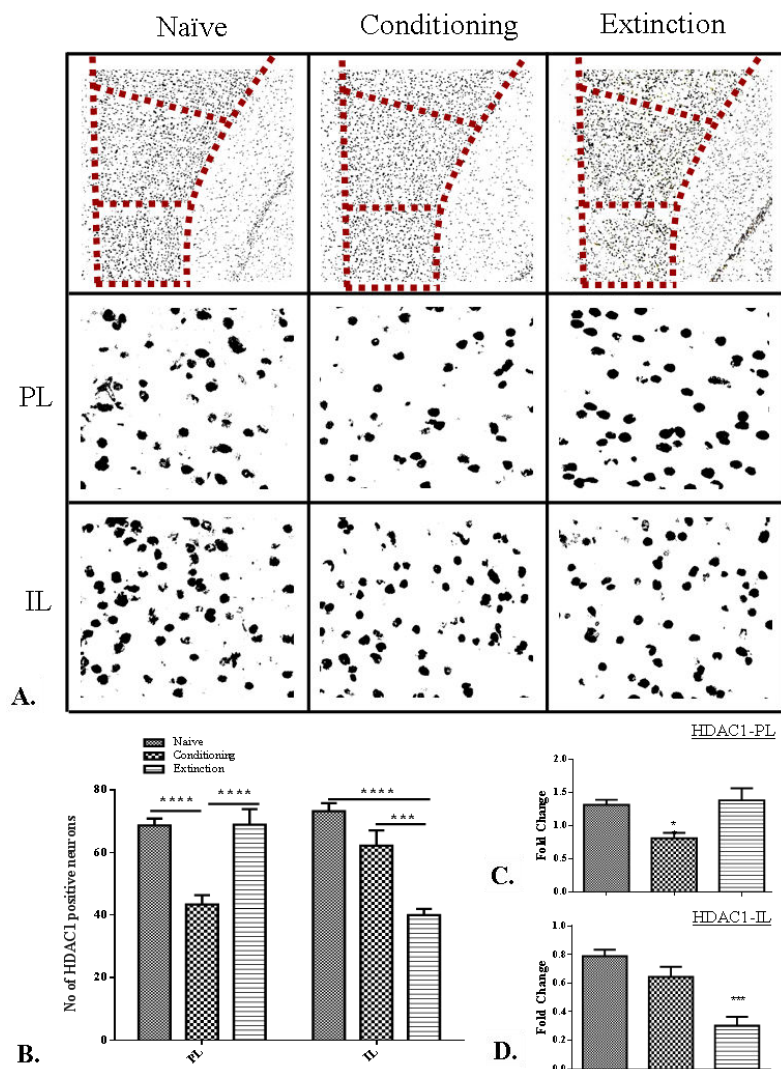 Naïve Conditioning Extinction
PL
IL
A.
Naive
Conditioning
Extinction
No of HDAC1 positive neurons
80
60
40
20
0
**** ****
****
***
PL IL
B.
HDAC1-PL
Fold Change
2.0
1.5
1.0
0.5
0.0
*
C.
HDAC1-IL
Fold Change
0.8
0.6
0.4
0.2
0.0
***
D.